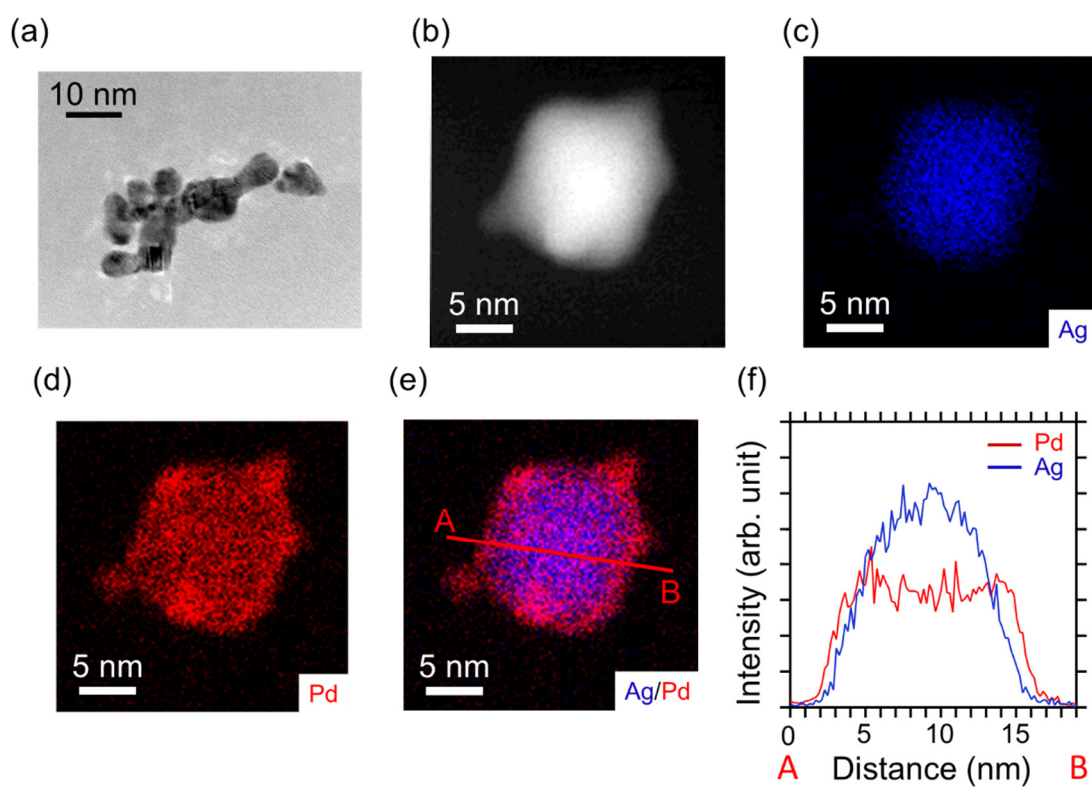 (a)
10 nm
(b)
5 nm
(c)
5 nm
Ag
(d)
5 nm
Pd
(e)
A
B
5 nm
Ag/Pd
(f)
Pd
Ag
Intensity (arb. unit)
0 5 10 15
A Distance (nm) B